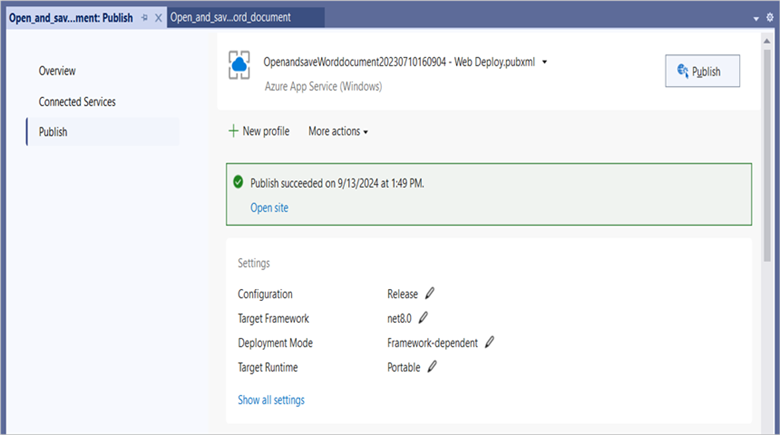 Open_and_sav...ment: Publish
Open_and_sav...ord_document
Overview
Connected Services
Publish
OpenandsaveWorddocument20230710160904 - Web Deploy.pubxml
Azure App Service (Windows)
Publish
New profile
More actions
Publish succeeded on 9/13/2024 at 1:49 PM.
Open site
Settings
Configuration Release
Target Framework net8.0
Deployment Mode Framework-dependent
Target Runtime Portable
Show all settings